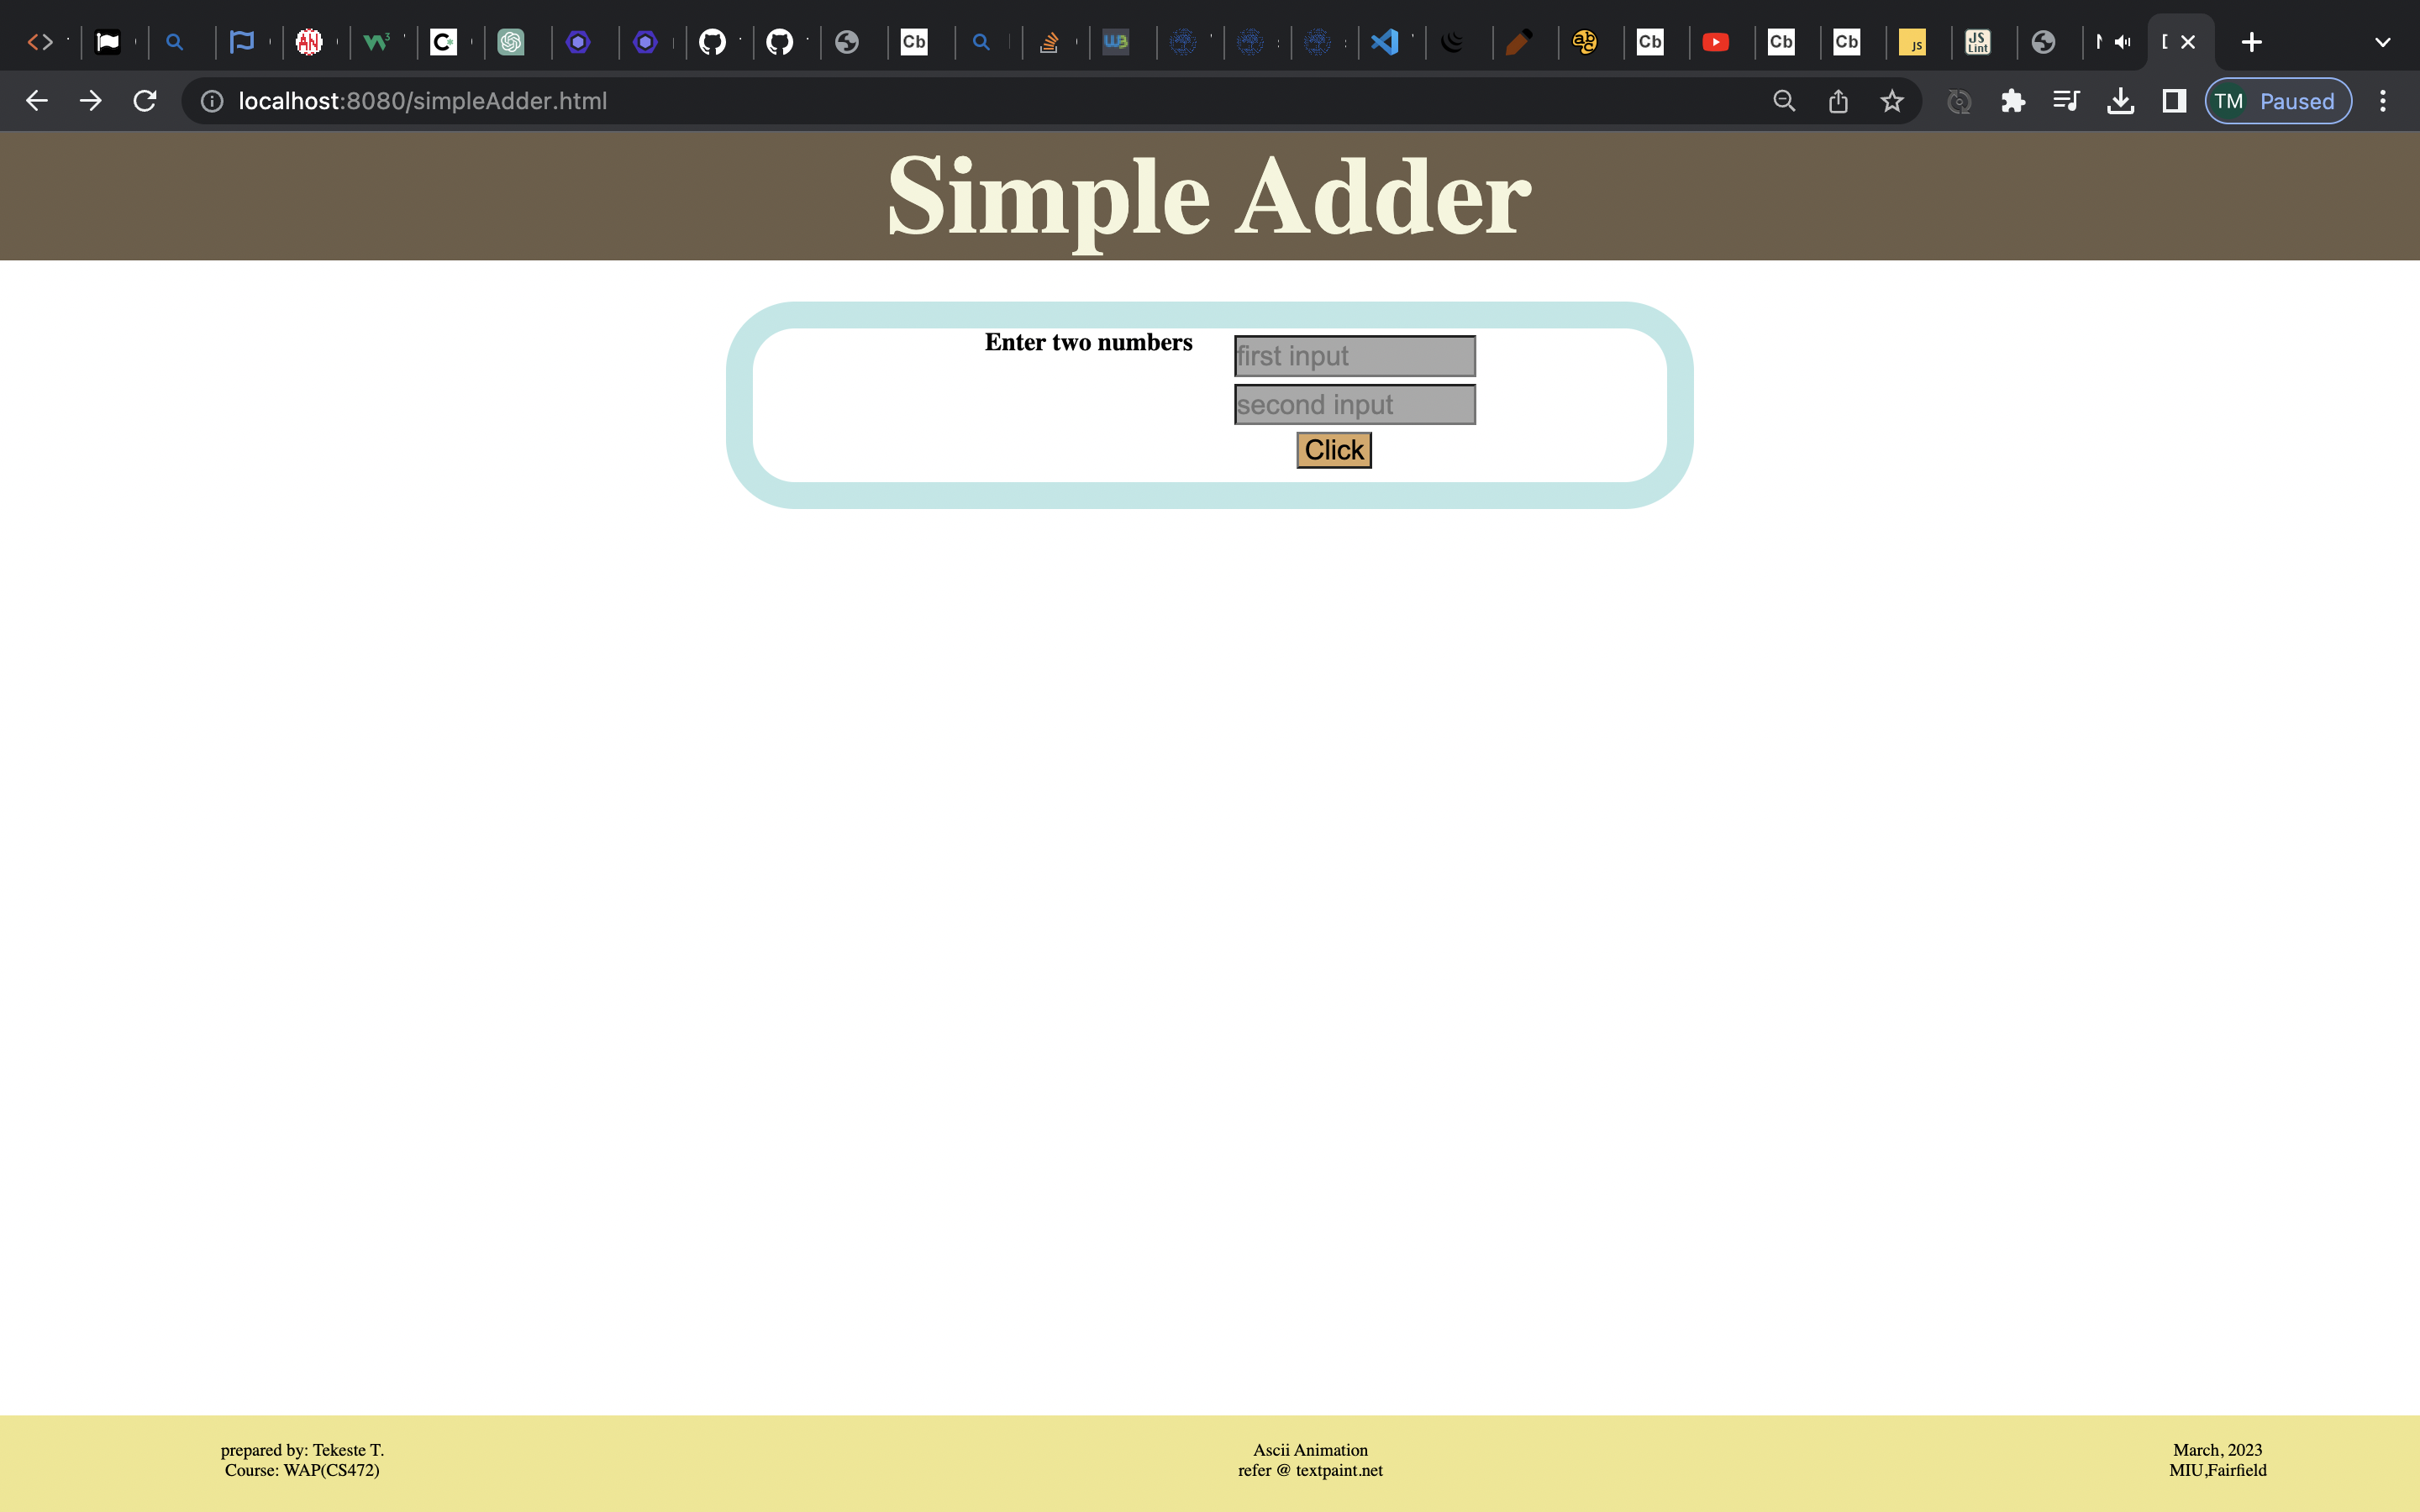 localhost:8080/simpleAdder.html
TM Paused
Simple Adder
Enter two numbers
first input
second input
Click
prepared by: Tekeste T.
Course: WAP(CS472)
Ascii Animation
refer @ textpaint.net
March, 2023
MIU,Fairfield